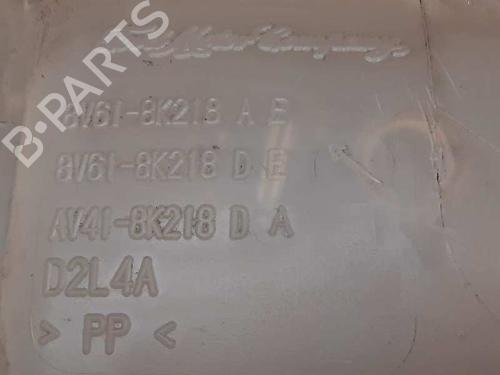 Ford Motor Company
8V61-8K218 A E
8V61-8K218 D E
AV41-8K218 D A
D2L4A
> PP <
B-PARTS